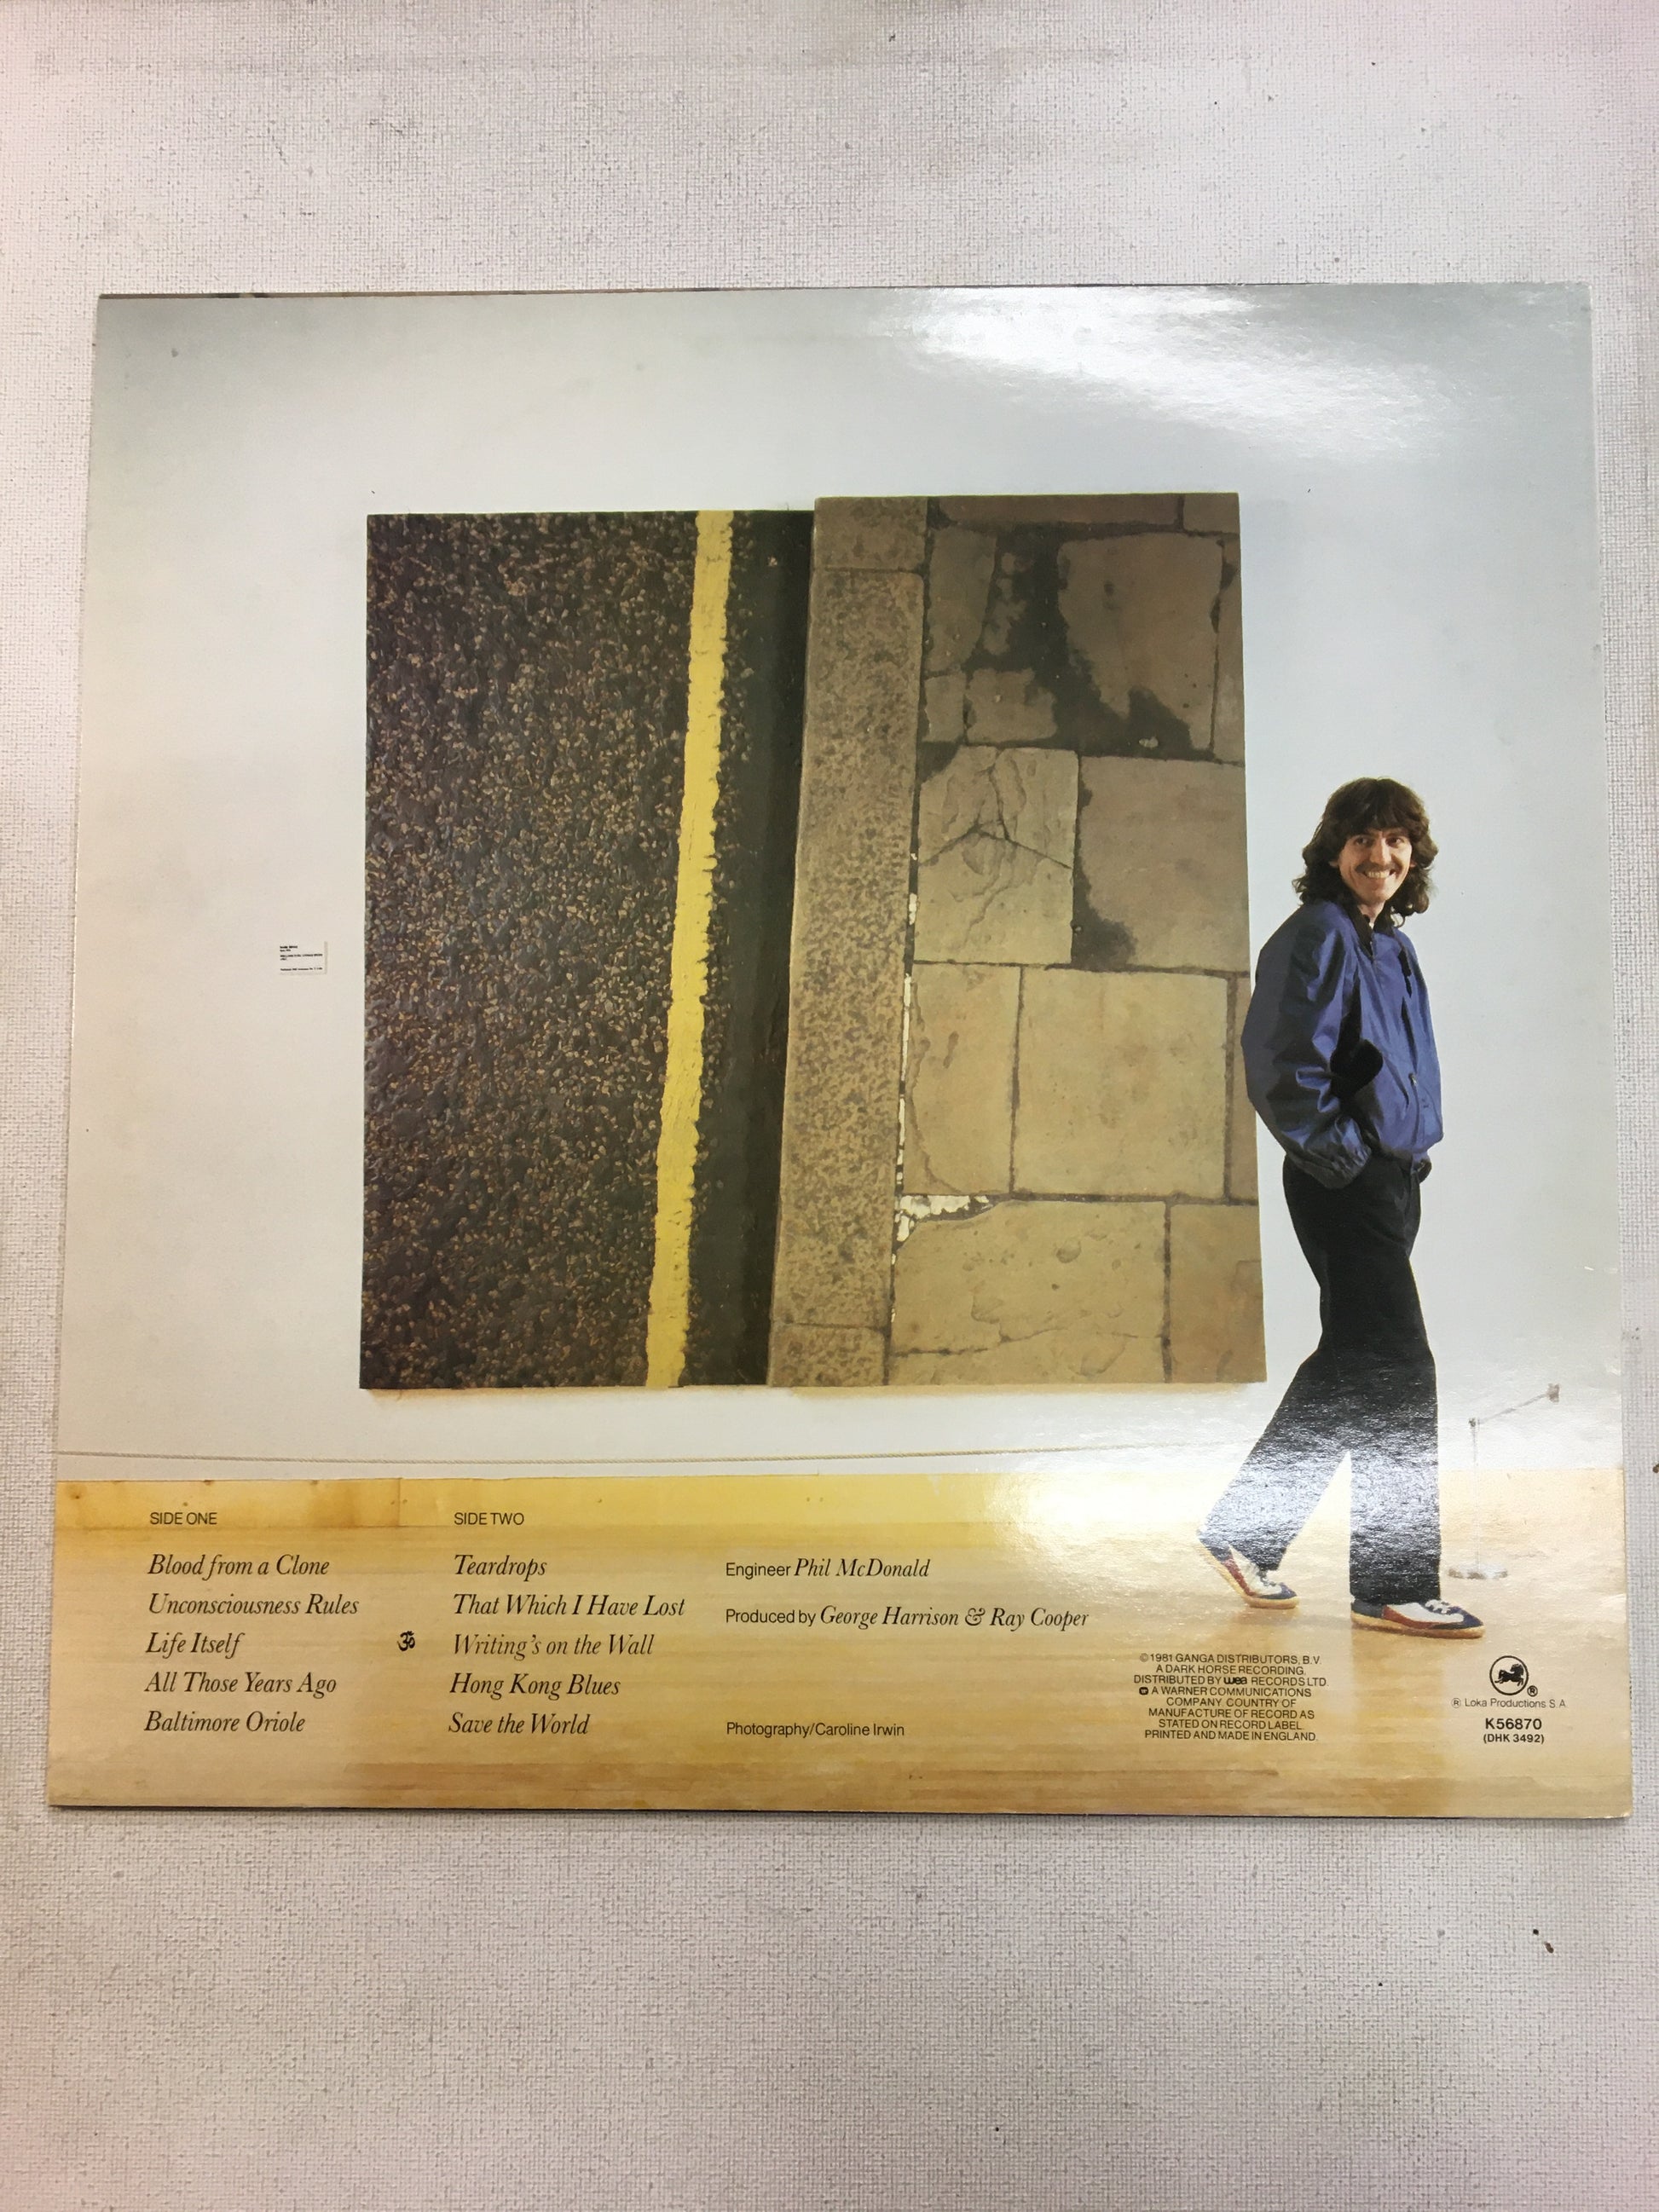 SIDE ONE
Blood from a Clone
Unconsciousness Rules
Life Itself
All Those Years Ago
Baltimore Oriole
ॐ
SIDE TWO
Teardrops
That Which I Have Lost
Writing's on the Wall
Hong Kong Blues
Save the World
Engineer Phil McDonald
Produced by George Harrison & Ray Cooper
Photography/Caroline Irwin
© 1981 GANGA DISTRIBUTORS, B.V.
A DARK HORSE RECORDING.
DISTRIBUTED BY wea RECORDS LTD.
A WARNER COMMUNICATIONS
COMPANY. COUNTRY OF
MANUFACTURE OF RECORD AS
STATED ON RECORD LABEL.
PRINTED AND MADE IN ENGLAND.
®
℗ Loka Productions S.A.
K56870
(DHK 3492)